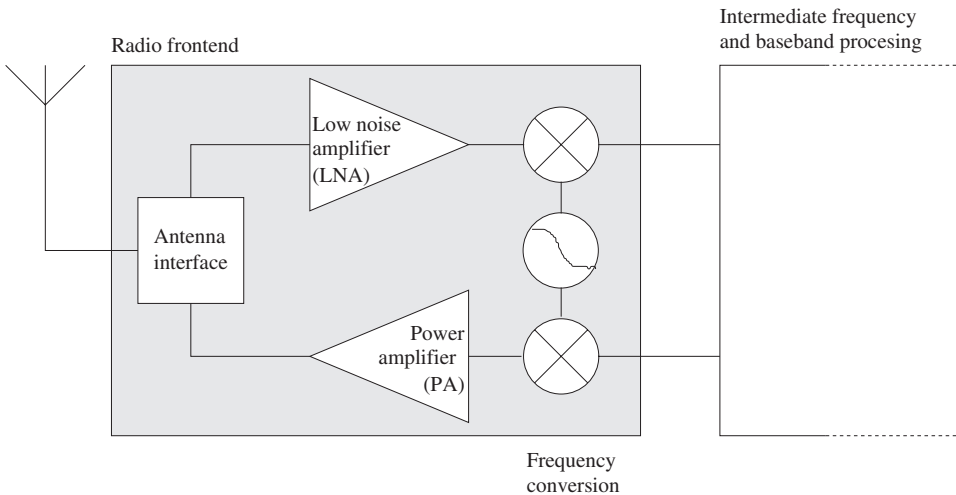 Radio frontend
Intermediate frequency
and baseband procesing
Low noise
amplifier
(LNA)
Antenna
interface
Power
amplifier
(PA)
Frequency
conversion